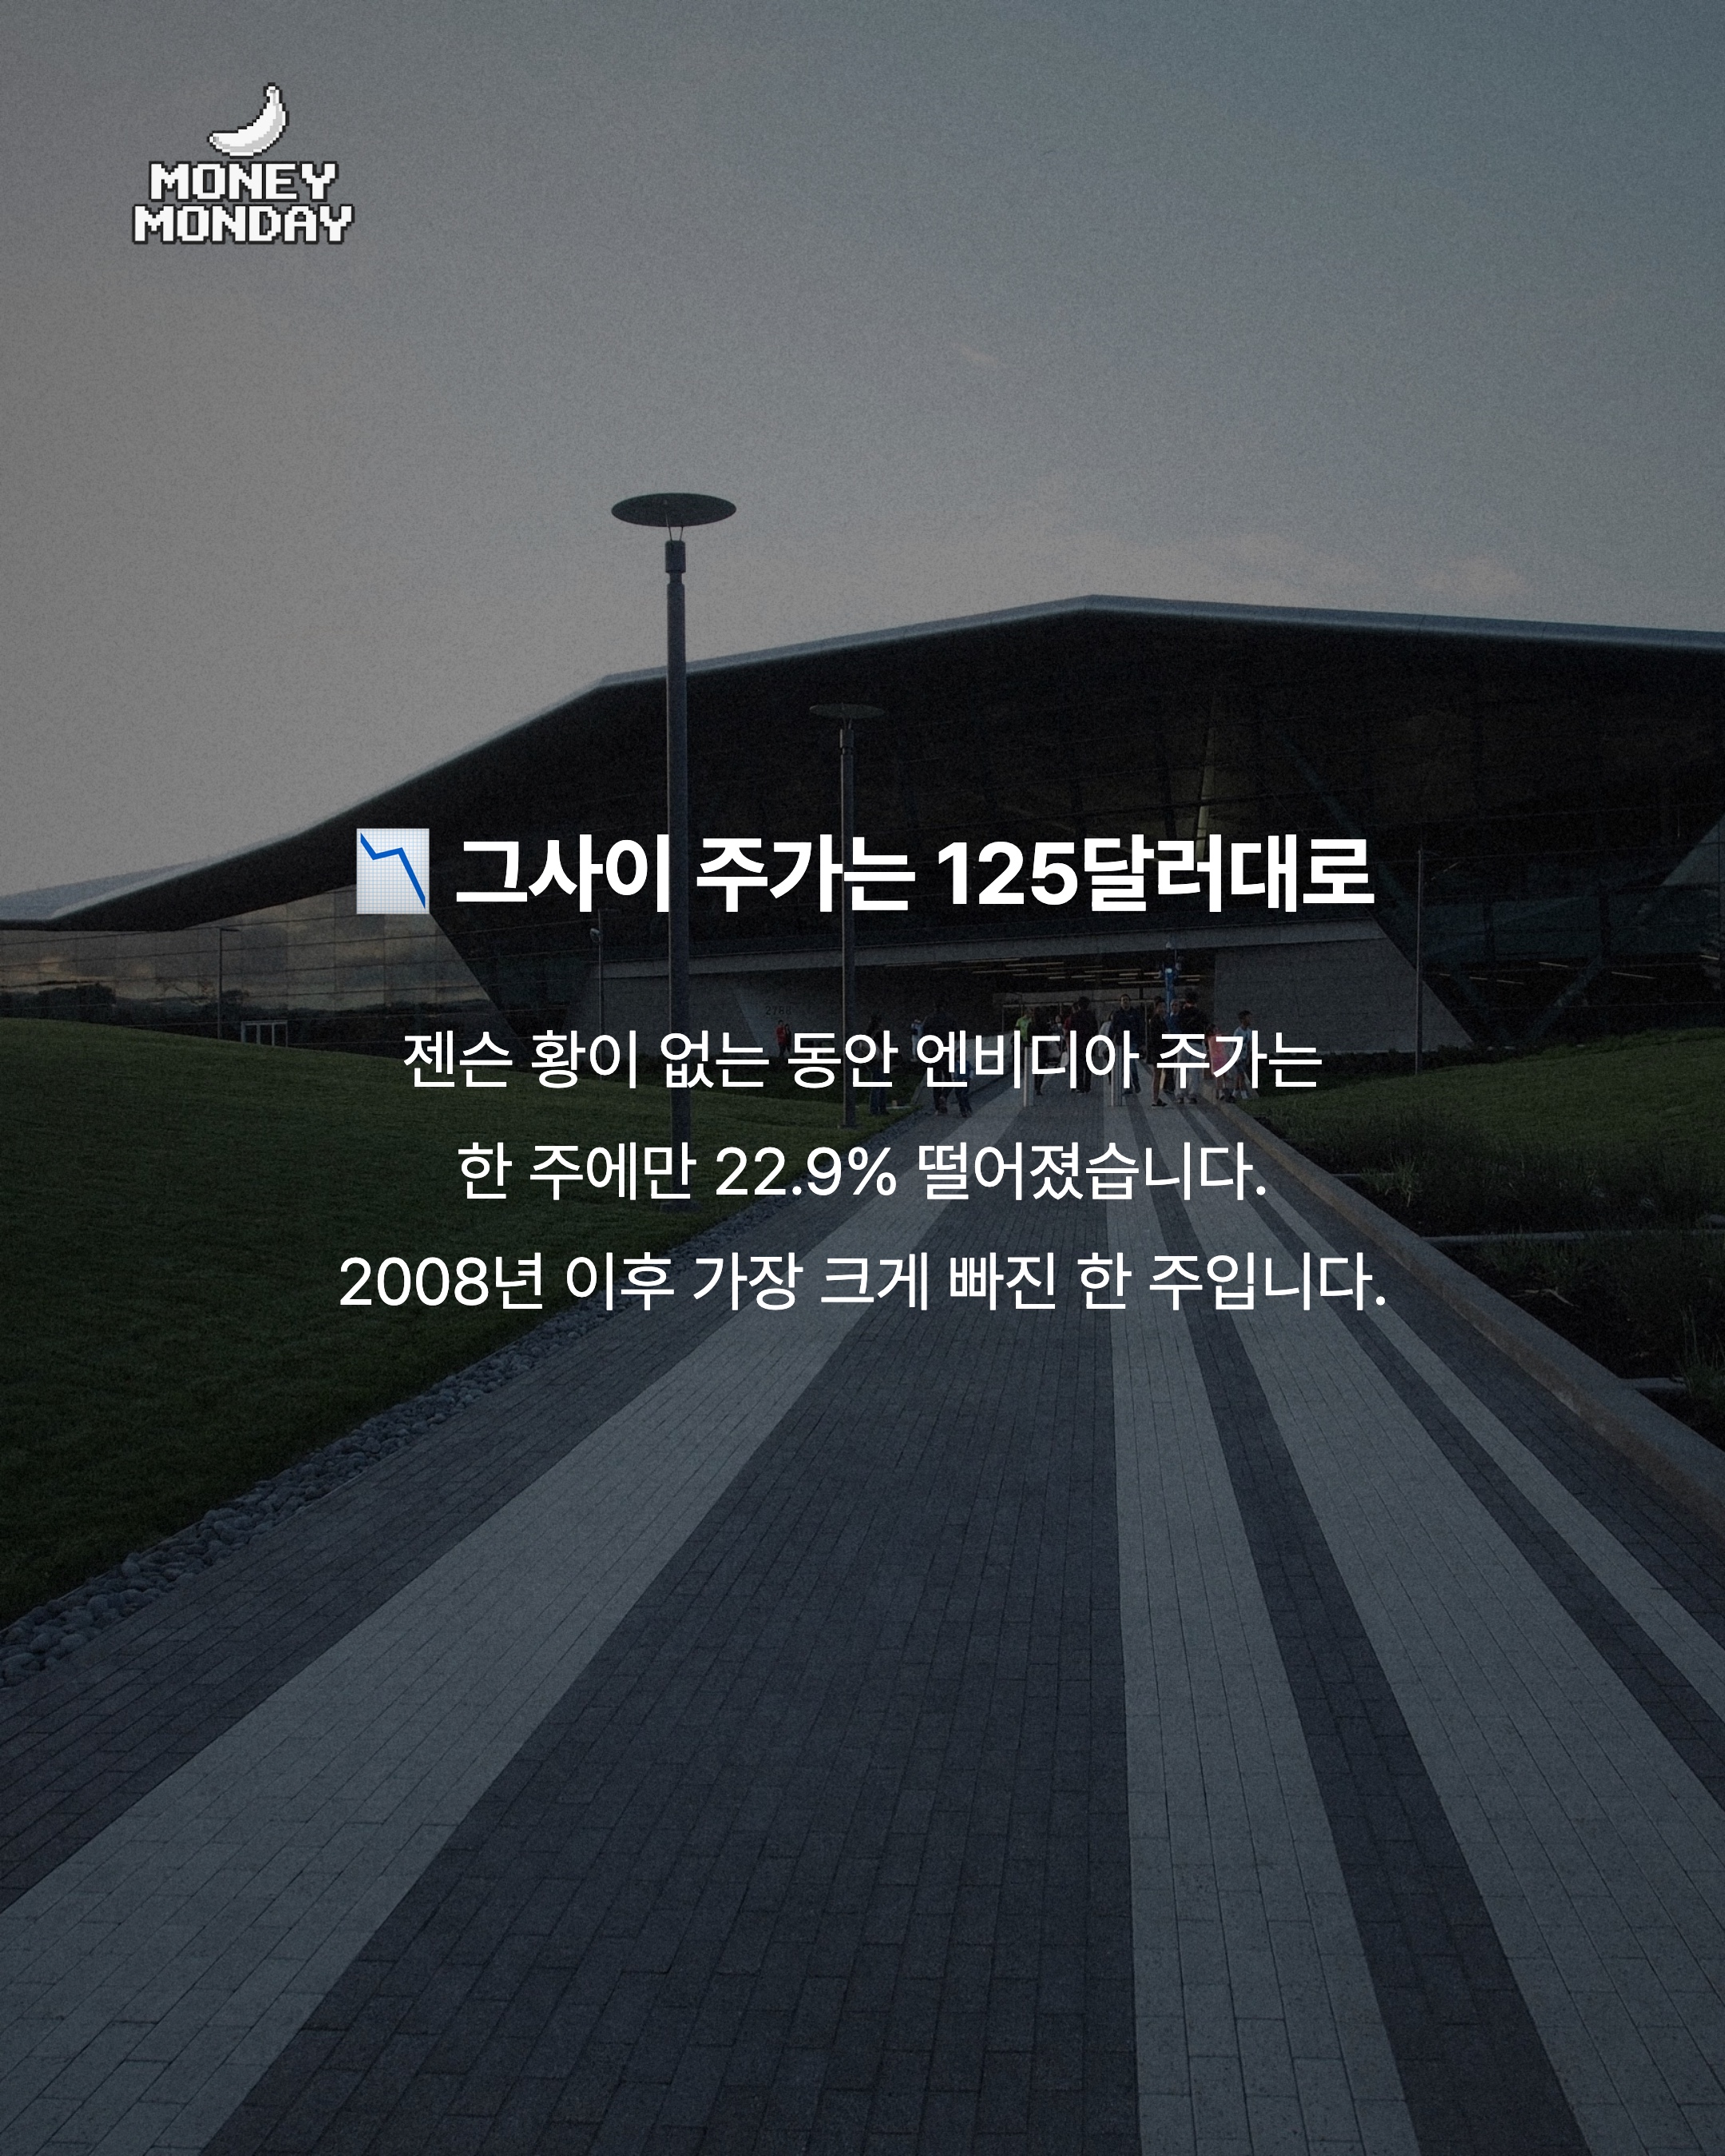 MONEY
MONDAY
📉 그사이 주가는 125달러대로
젠슨 황이 없는 동안 엔비디아 주가는
한 주에만 22.9% 떨어졌습니다.
2008년 이후 가장 크게 빠진 한 주입니다.
2788